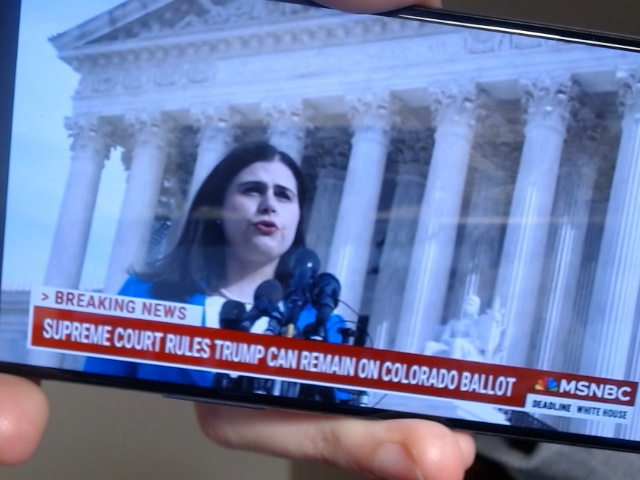 > BREAKING NEWS
SUPREME COURT RULES TRUMP CAN REMAIN ON COLORADO BALLOT
MSNBC
DEADLINE WHITE HOUSE